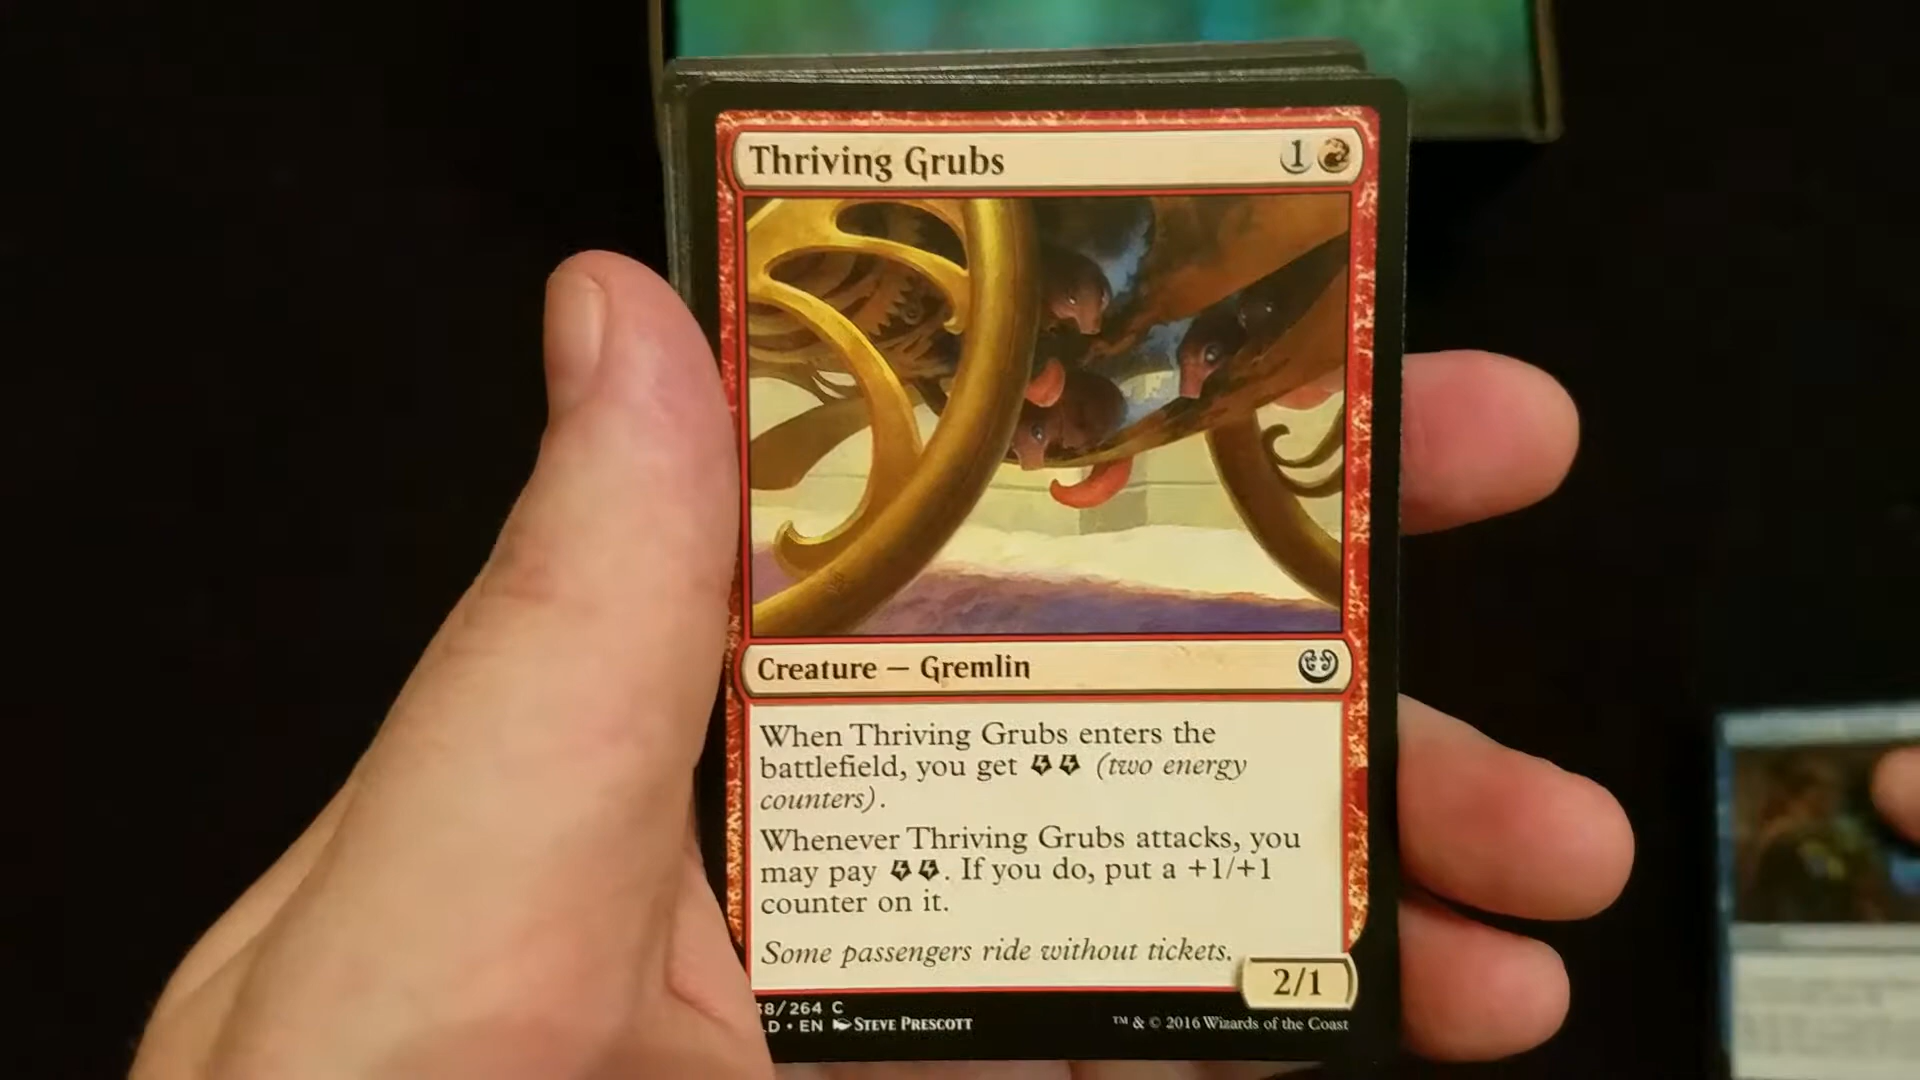 Thriving Grubs 1
Creature — Gremlin
When Thriving Grubs enters the
battlefield, you get (two energy
counters).
Whenever Thriving Grubs attacks, you
may pay . If you do, put a +1/+1
counter on it.
Some passengers ride without tickets.
2/1
8/264 C
LD • EN STEVE PRESCOTT
™ & © 2016 Wizards of the Coast